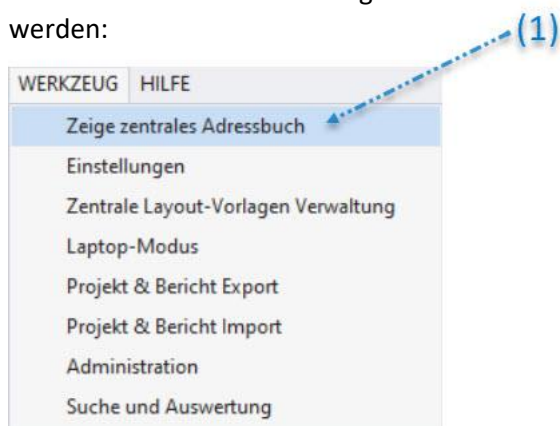 werden:
(1)
WERKZEUG HILFE
Zeige zentrales Adressbuch
Einstellungen
Zentrale Layout-Vorlagen Verwaltung
Laptop-Modus
Projekt & Bericht Export
Projekt & Bericht Import
Administration
Suche und Auswertung